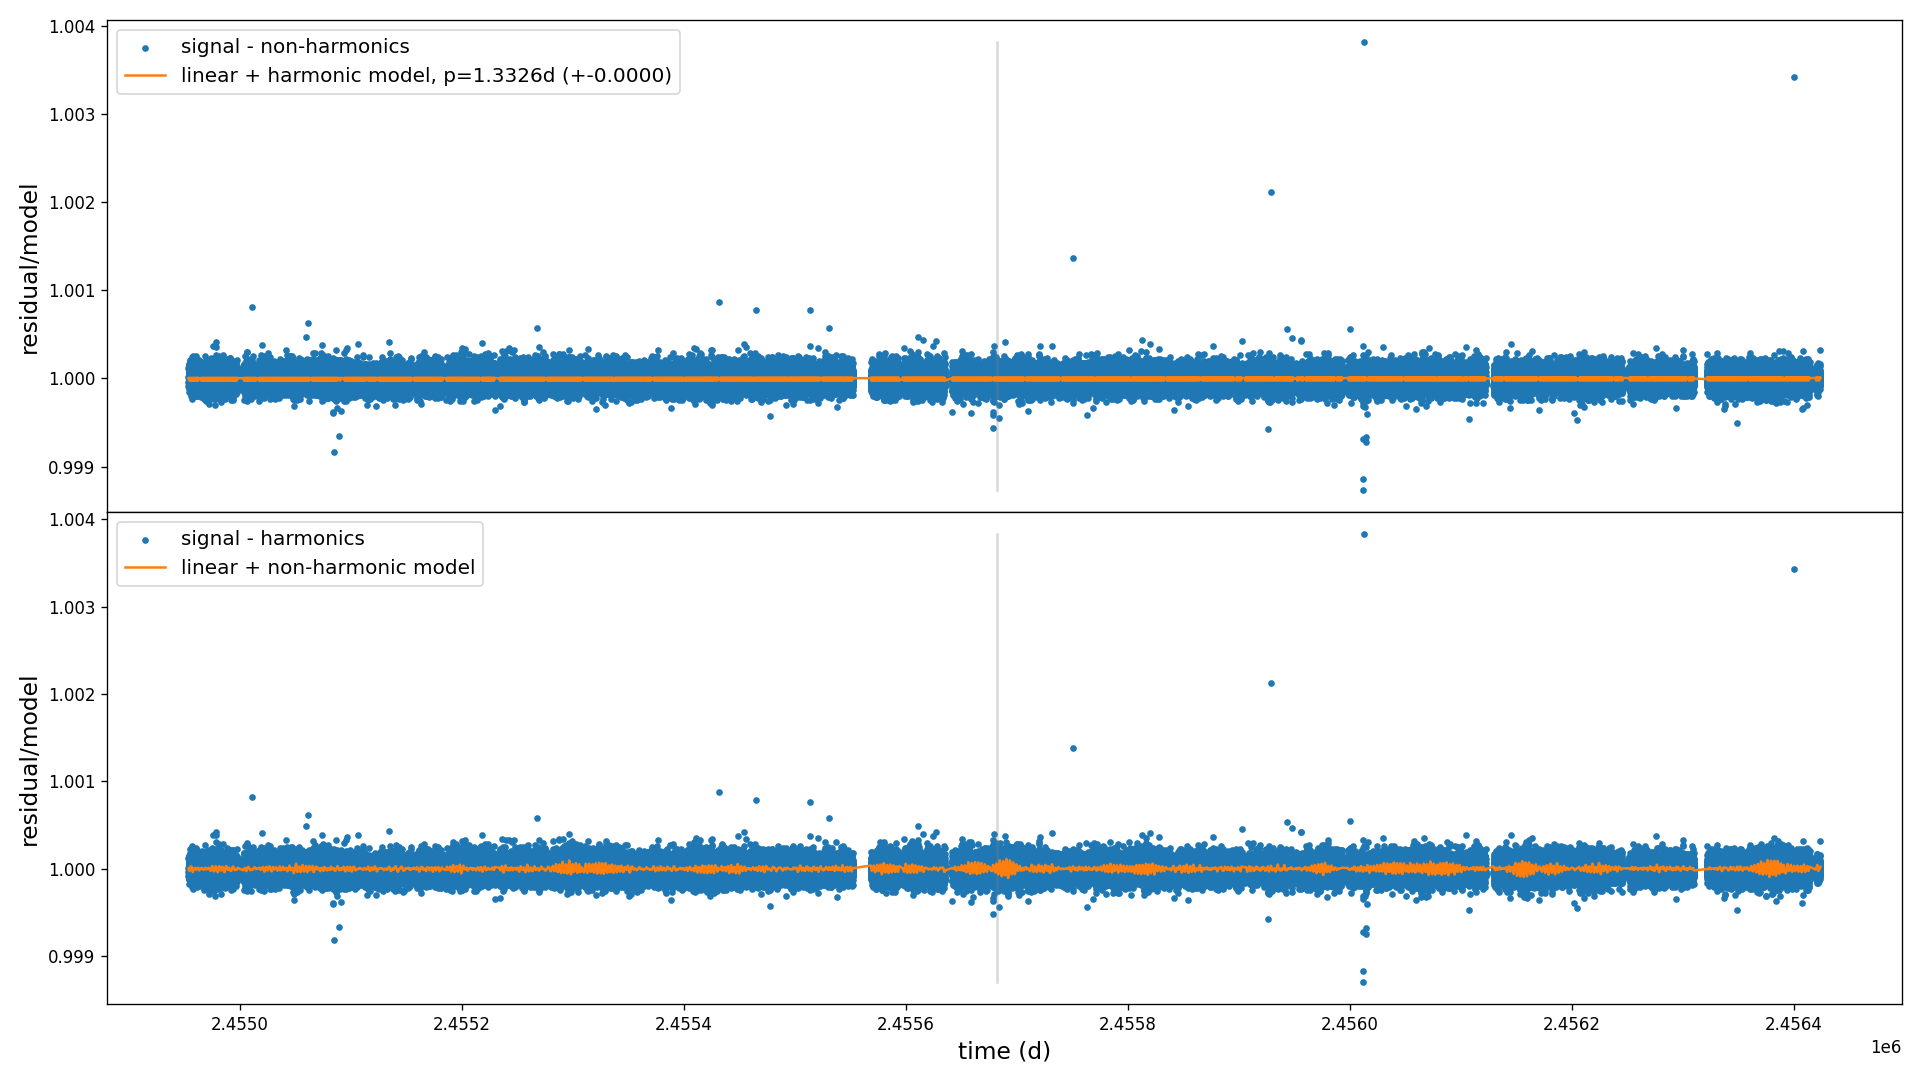 1.004
signal - non-harmonics
linear + harmonic model, p=1.3326d (+-0.0000)
1.003
1.002
1.001
1.000
0.999
residual/model
1.004
signal - harmonics
linear + non-harmonic model
1.003
1.002
1.001
1.000
0.999
residual/model
2.4550 2.4552 2.4554 2.4556 2.4558 2.4560 2.4562 2.4564
time (d)
1e6